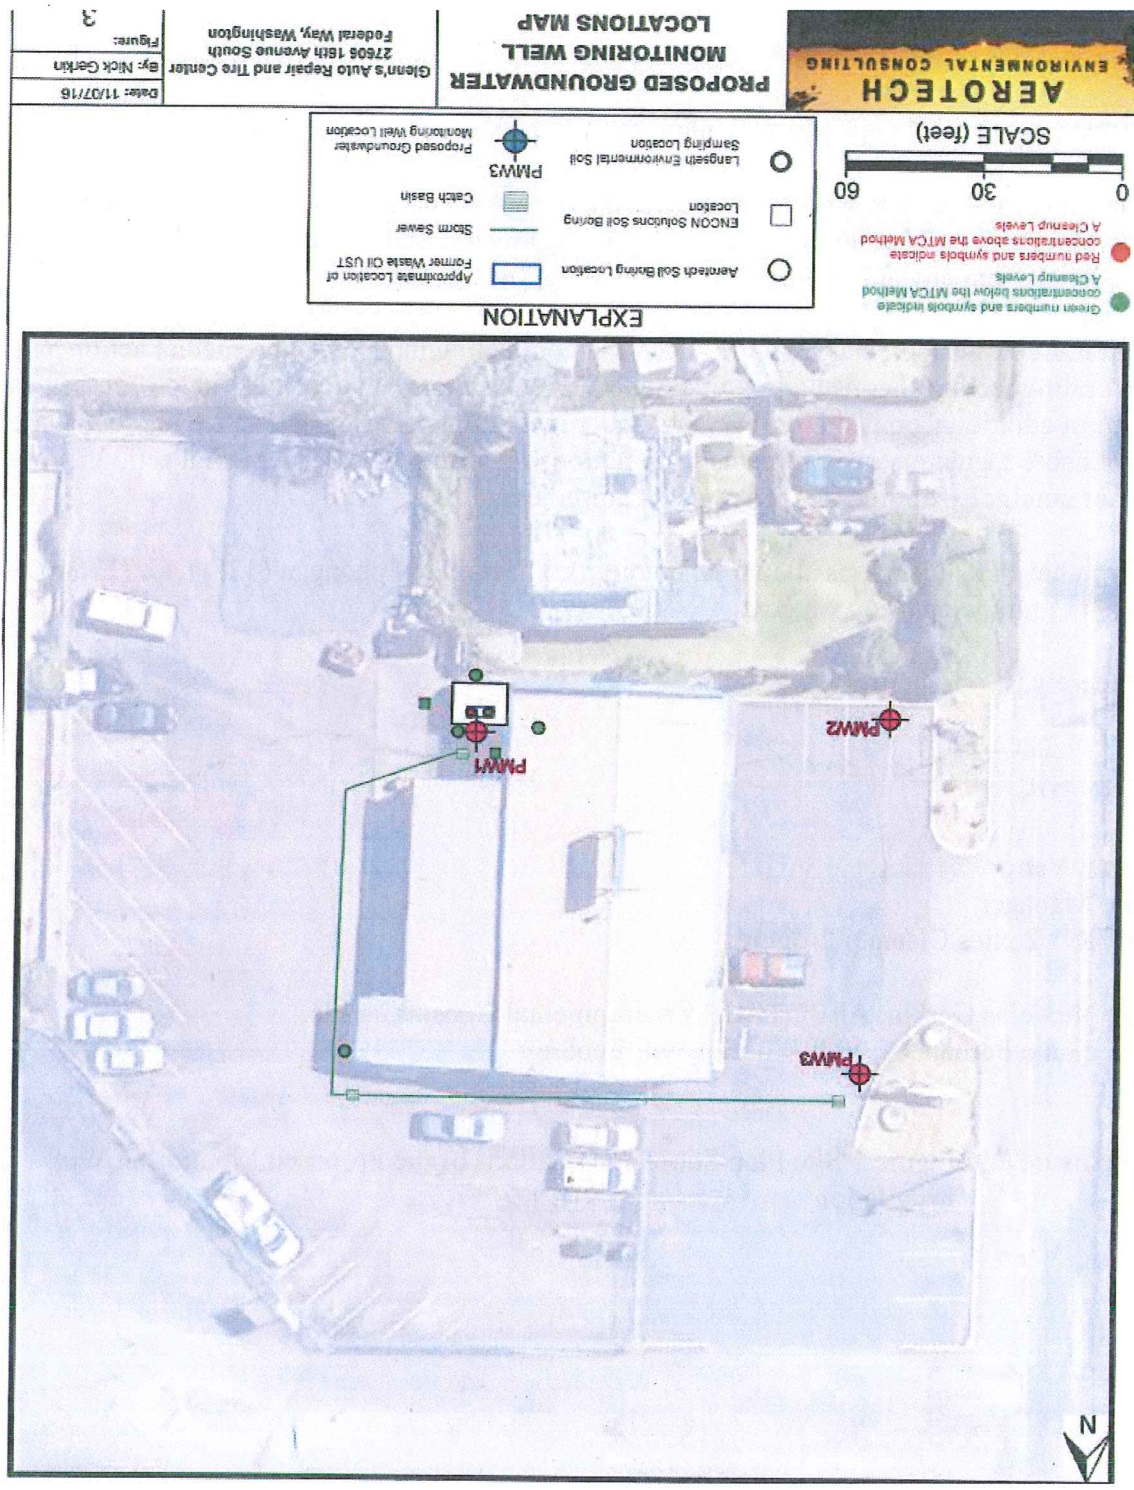 N
PMW3
PMW2
PMW1
EXPLANATION
Green numbers and symbols indicate
concentrations below the MTCA Method
A Cleanup Levels
Red numbers and symbols indicate
concentrations above the MTCA Method
A Cleanup Levels
0 30 60
SCALE (feet)
Aerotech Soil Boring Location
ENCON Solutions Soil Boring
Location
Langseth Environmental Soil
Sampling Location
Approximate Location of
Former Waste Oil UST
Storm Sewer
Catch Basin
PMW3
Proposed Groundwater
Monitoring Well Location
AEROTECH
ENVIRONMENTAL CONSULTING
PROPOSED GROUNDWATER
MONITORING WELL
LOCATIONS MAP
Glenn's Auto Repair and Tire Center
27606 16th Avenue South
Federal Way, Washington
Date: 11/07/16
By: Nick Gerkin
Figure:
3